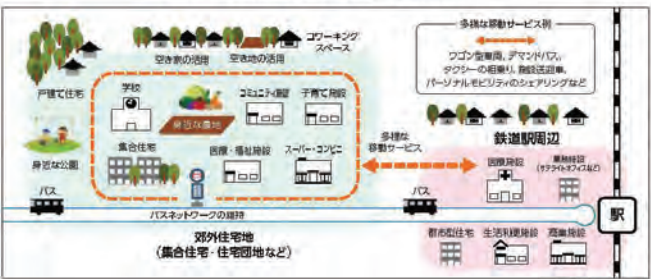 コワーキング
スペース
空き家の活用
空き地の活用
戸建て住宅
学校
身近な農地
コミュニティ施設
子育て施設
身近な公園
集合住宅
医療・福祉施設
スーパー・コンビニ
バス
バスネットワークの維持
郊外住宅地
(集合住宅・住宅団地など)
多様な
移動サービス
多様な移動サービス例
ワゴン型車両、デマンドバス、
タクシーの相乗り、施設送迎車、
パーソナルモビリティのシェアリングなど
鉄道駅周辺
医療施設
業務施設
(サテライトオフィスなど)
バス
駅
都市型住宅
生活利便施設
商業施設